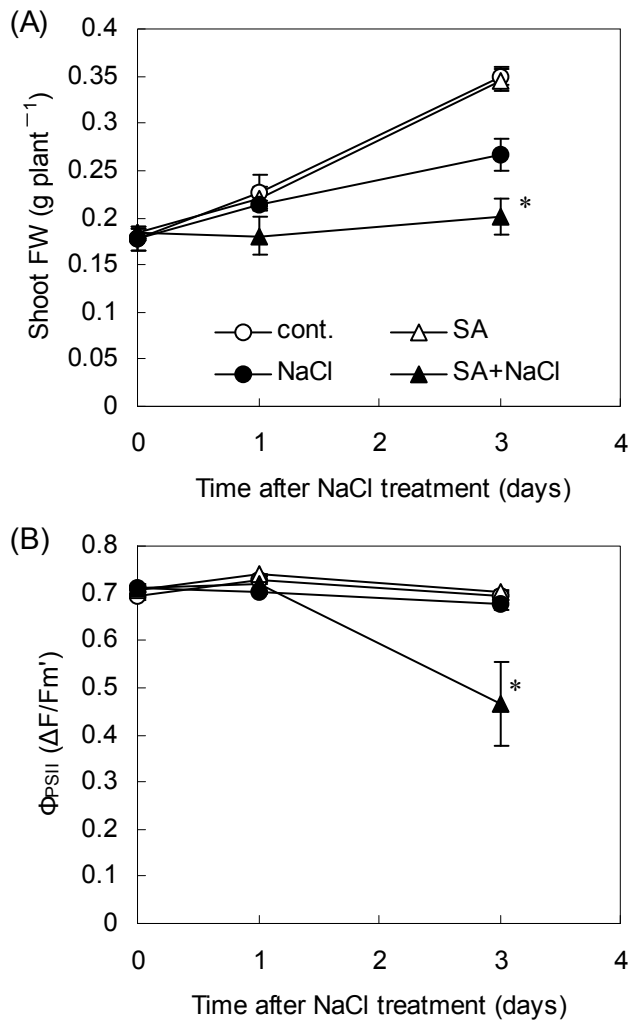 (A)
Shoot FW (g plant⁻¹)
0.4
0.35
0.3
0.25
0.2
0.15
0.1
0.05
0
*
cont.
SA
NaCl
SA+NaCl
0 1 2 3 4
Time after NaCl treatment (days)
(B)
ΦPSII (ΔF/Fm')
0.8
0.7
0.6
0.5
0.4
0.3
0.2
0.1
0
*
0 1 2 3 4
Time after NaCl treatment (days)